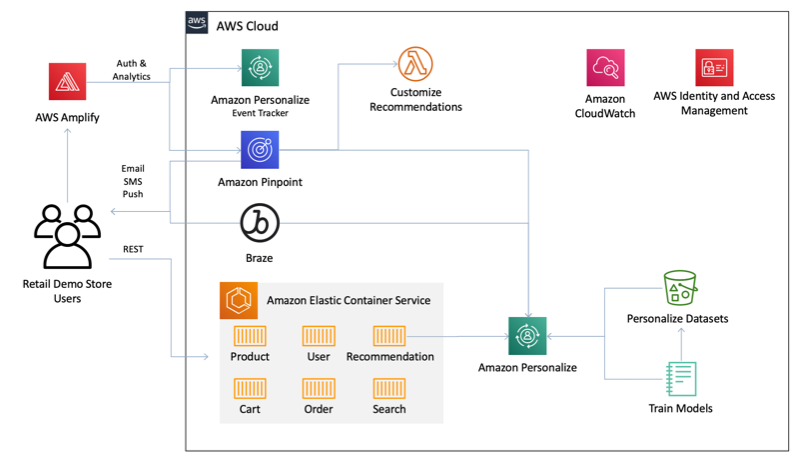 aws
AWS Cloud
Auth &
Analytics
AWS Amplify
Amazon Personalize
Event Tracker
Customize
Recommendations
Amazon
CloudWatch
AWS Identity and Access
Management
Amazon Pinpoint
Email
SMS
Push
Braze
REST
Retail Demo Store
Users
Amazon Elastic Container Service
Product
User
Recommendation
Cart
Order
Search
Amazon Personalize
Personalize Datasets
Train Models